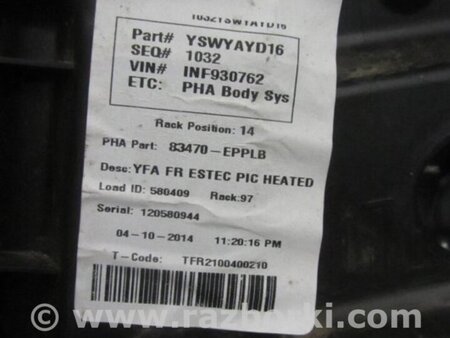 1032YSWYAYD16
Part# YSWYAYD16
SEQ# 1032
VIN# INF930762
ETC: PHA Body Sys
Rack Position: 14
PHA Part: 83470-EPPLB
Desc: YFA FR ESTEC PIC HEATED
Load ID: 580409 Rack: 97
Serial: 120580944
04-10-2014 11:20:16 PM
T-Code: TFR2100400210
© www.razborki.com